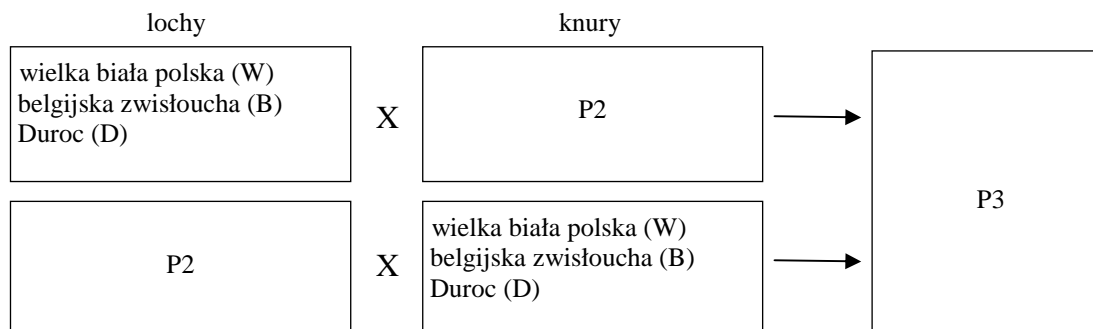 lochy
knury
wielka biała polska (W)
belgijska zwisłoucha (B)
Duroc (D)
X
P2
P3
P2
X
wielka biała polska (W)
belgijska zwisłoucha (B)
Duroc (D)